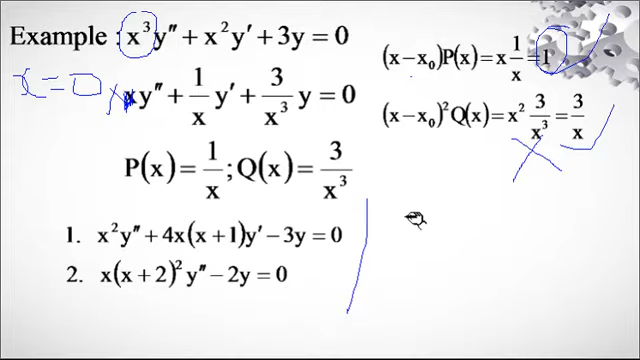 Example : x³y″ + x²y′ + 3y = 0
x = 0
xy″ + 1/x y′ + 3/x³ y = 0
P(x) = 1/x ; Q(x) = 3/x³
1. x²y″ + 4x(x + 1)y′ − 3y = 0
2. x(x + 2)²y″ − 2y = 0
(x − x₀)P(x) = x 1/x = 1
(x − x₀)²Q(x) = x² 3/x³ = 3/x